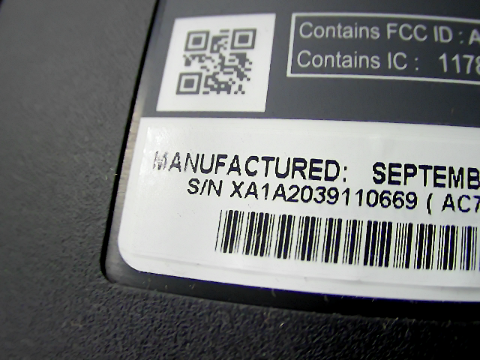 Contains FCC ID : A
Contains IC : 1178
MANUFACTURED: SEPTEMB
S/N XA1A2039110669 ( AC7